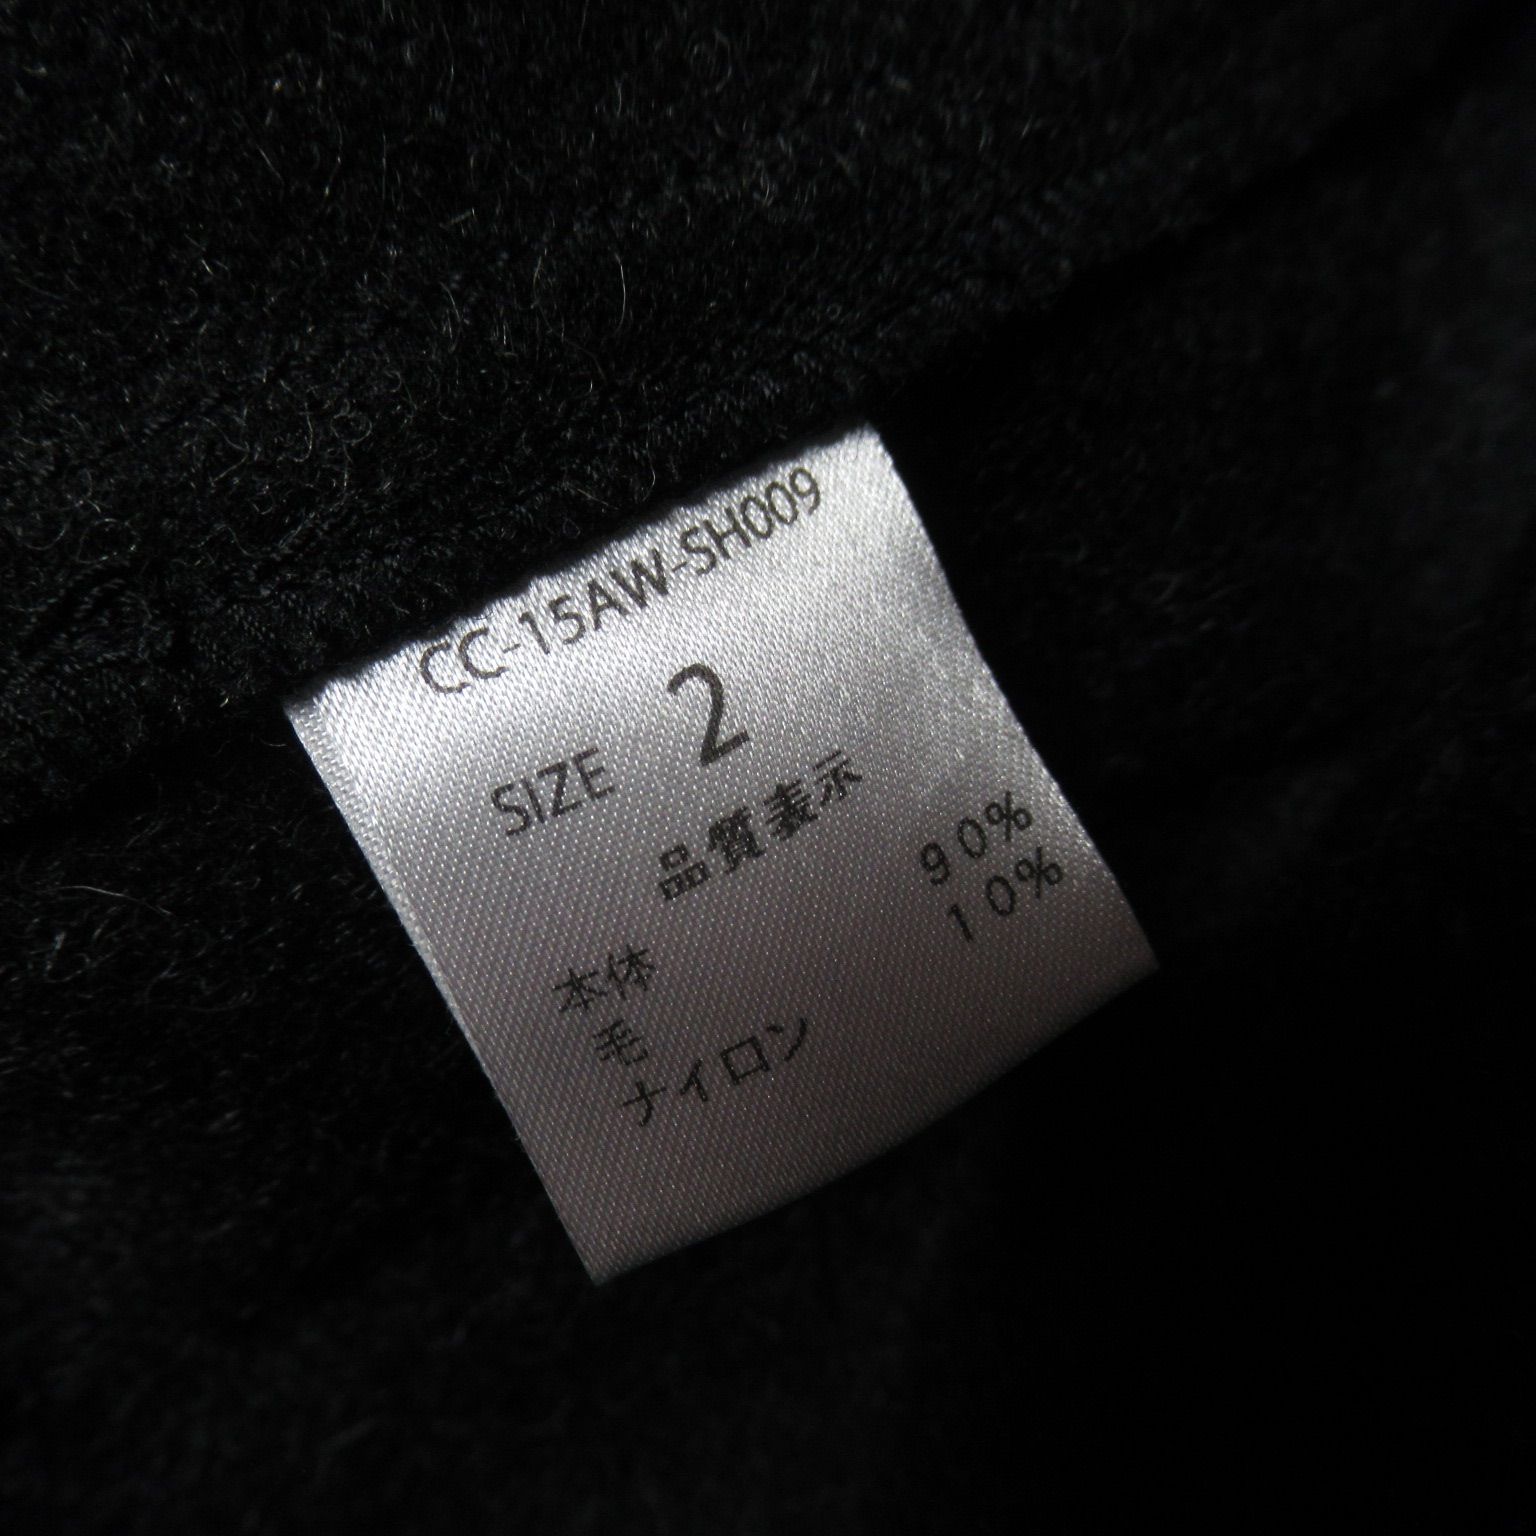 CC-15AW-SH009
SIZE 2
品質表示
本体
毛 90%
ナイロン 10%